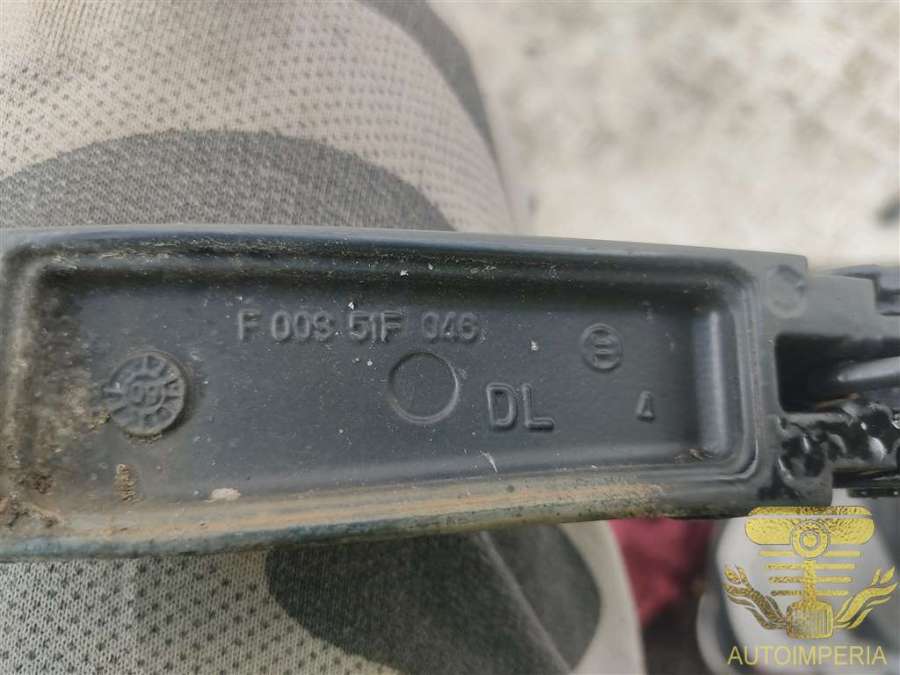 F 003 51F 046
DL
4
AUTOIMPERIA